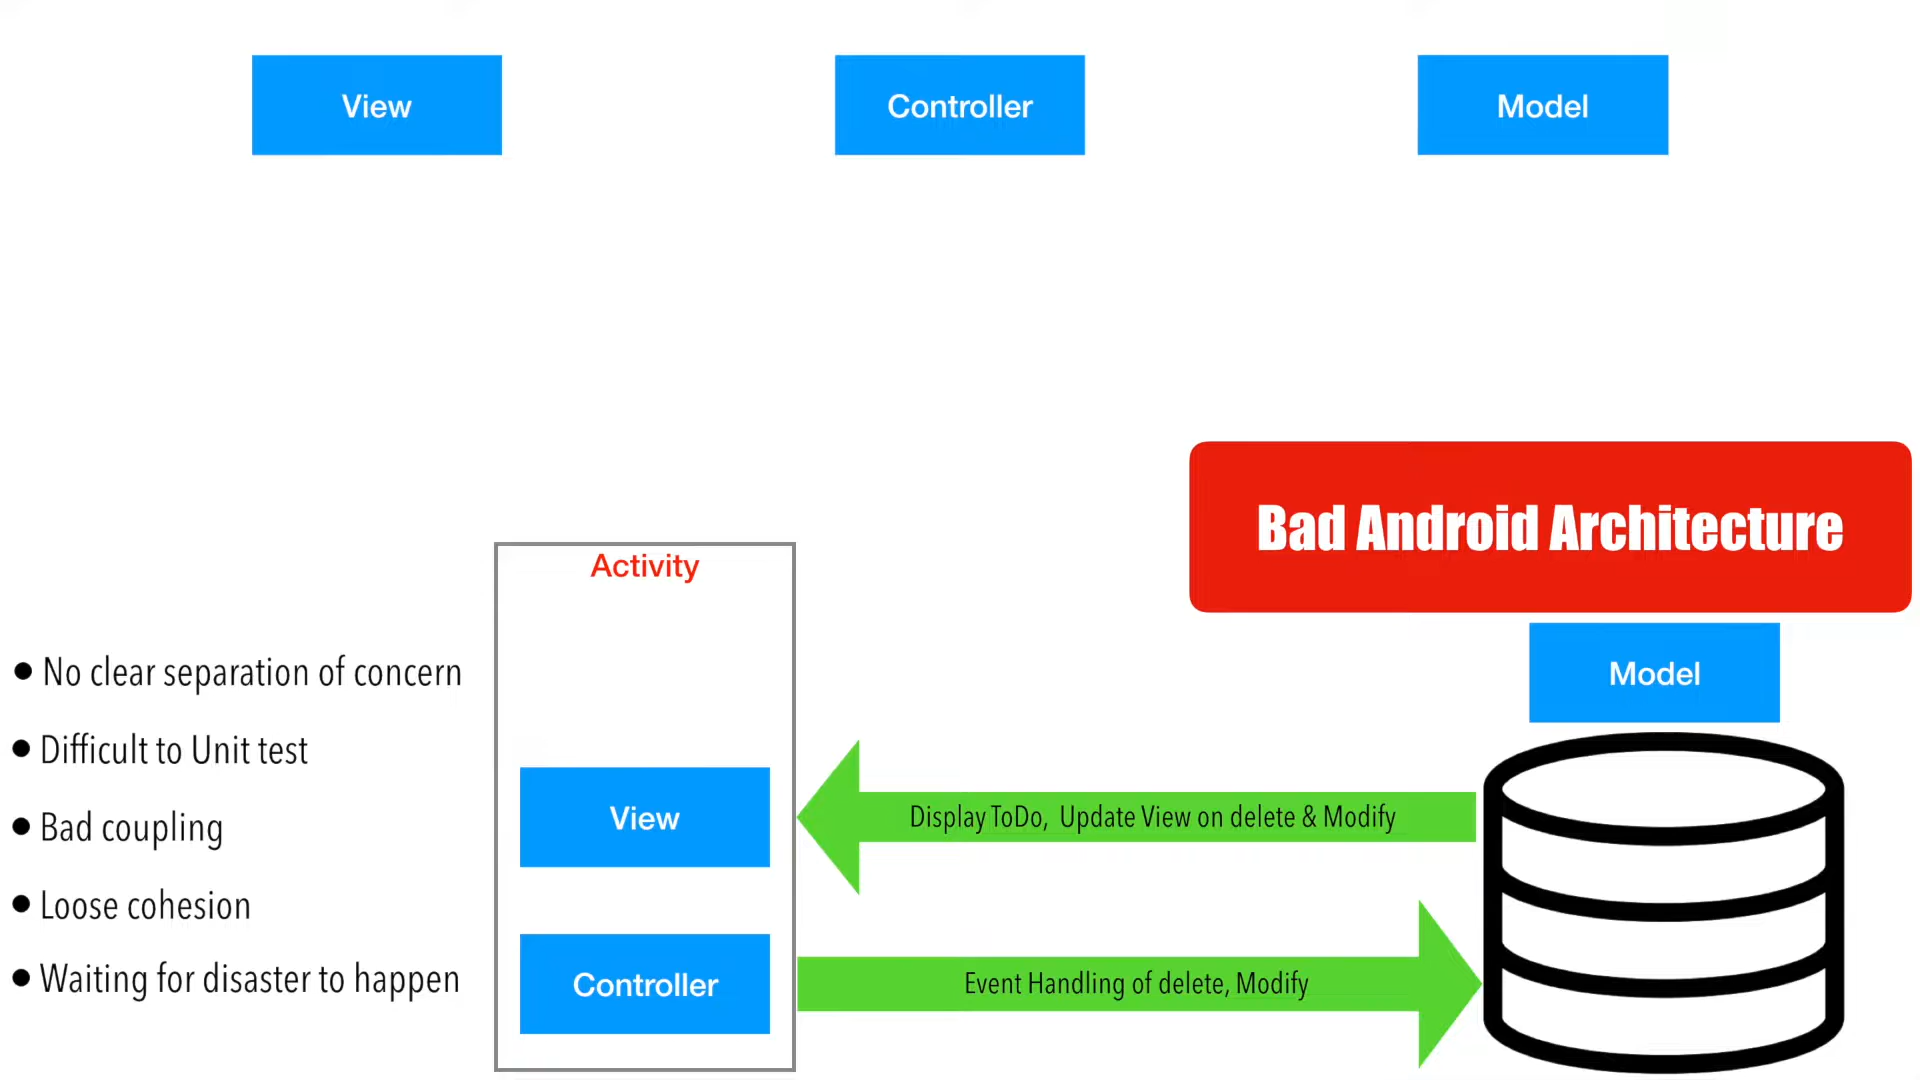 View
Controller
Model
Bad Android Architecture
Activity
Model
• No clear separation of concern
• Difficult to Unit test
• Bad coupling
• Loose cohesion
• Waiting for disaster to happen
View
Display ToDo, Update View on delete & Modify
Controller
Event Handling of delete, Modify